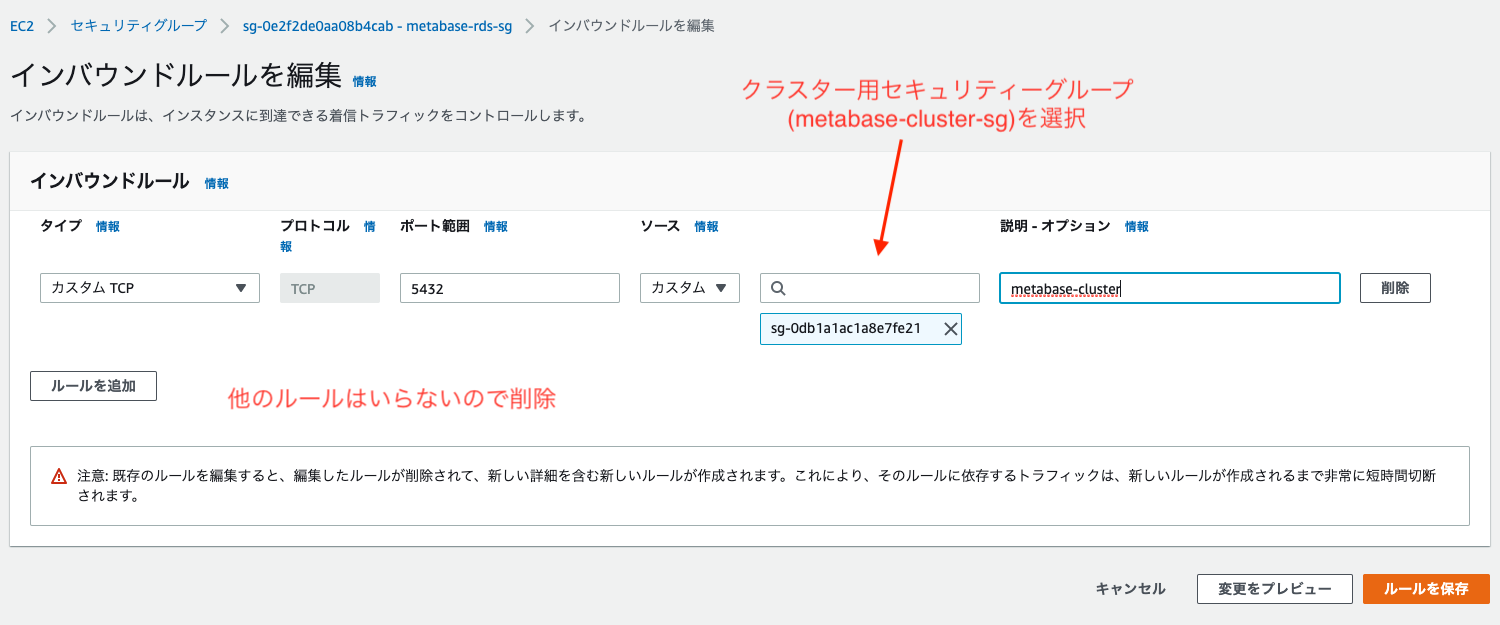 EC2 > セキュリティグループ > sg-0e2f2de0aa08b4cab - metabase-rds-sg > インバウンドルールを編集
インバウンドルールを編集 情報
インバウンドルールは、インスタンスに到達できる着信トラフィックをコントロールします。
クラスター用セキュリティーグループ
(metabase-cluster-sg)を選択
インバウンドルール 情報
タイプ 情報
プロトコル 情
報
ポート範囲 情報
ソース 情報
説明 - オプション 情報
カスタム TCP
TCP
5432
カスタム
metabase-cluster
削除
sg-0db1a1ac1a8e7fe21
ルールを追加
他のルールはいらないので削除
注意: 既存のルールを編集すると、編集したルールが削除されて、新しい詳細を含む新しいルールが作成されます。これにより、そのルールに依存するトラフィックは、新しいルールが作成されるまで非常に短時間切断
されます。
キャンセル
変更をプレビュー
ルールを保存